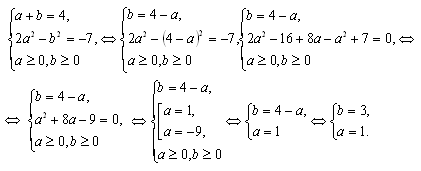 {a + b = 4, 2a² − b² = −7, a ≥ 0, b ≥ 0 ⇔ {b = 4 − a, 2a² − (4 − a)² = −7, a ≥ 0, b ≥ 0 {b = 4 − a, 2a² − 16 + 8a − a² + 7 = 0, a ≥ 0, b ≥ 0 ⇔
⇔ {b = 4 − a, a² + 8a − 9 = 0, a ≥ 0, b ≥ 0 ⇔ {b = 4 − a, [a = 1, a = −9, a ≥ 0, b ≥ 0 ⇔ {b = 4 − a, a = 1 ⇔ {b = 3, a = 1.